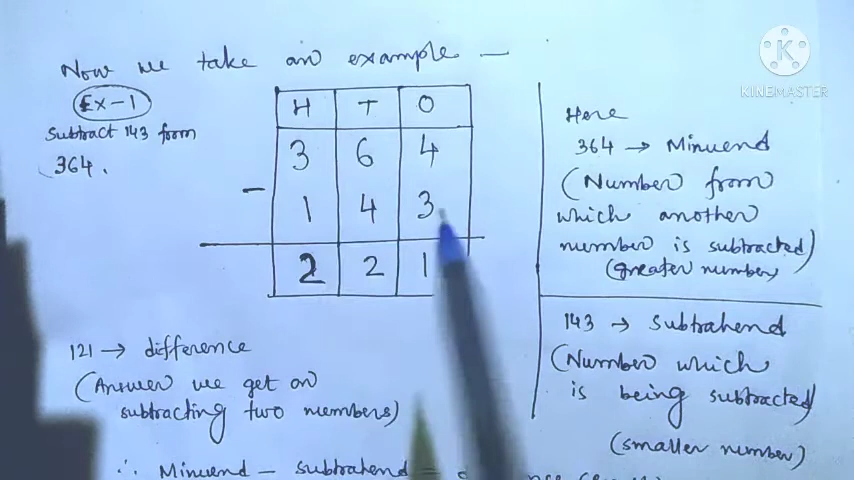 Now we take an example —
Ex-1
Subtract 143 from
364.
H T O
3 6 4
- 1 4 3
2 2 1
121 → difference
(Answer we get on
subtracting two numbers)
∴ Minuend - subtrahend =
Here
364 → Minuend
(Number from
which another
number is subtracted)
(greater number)
143 → Subtrahend
(Number which
is being subtracted)
(smaller number)
K
KINEMASTER